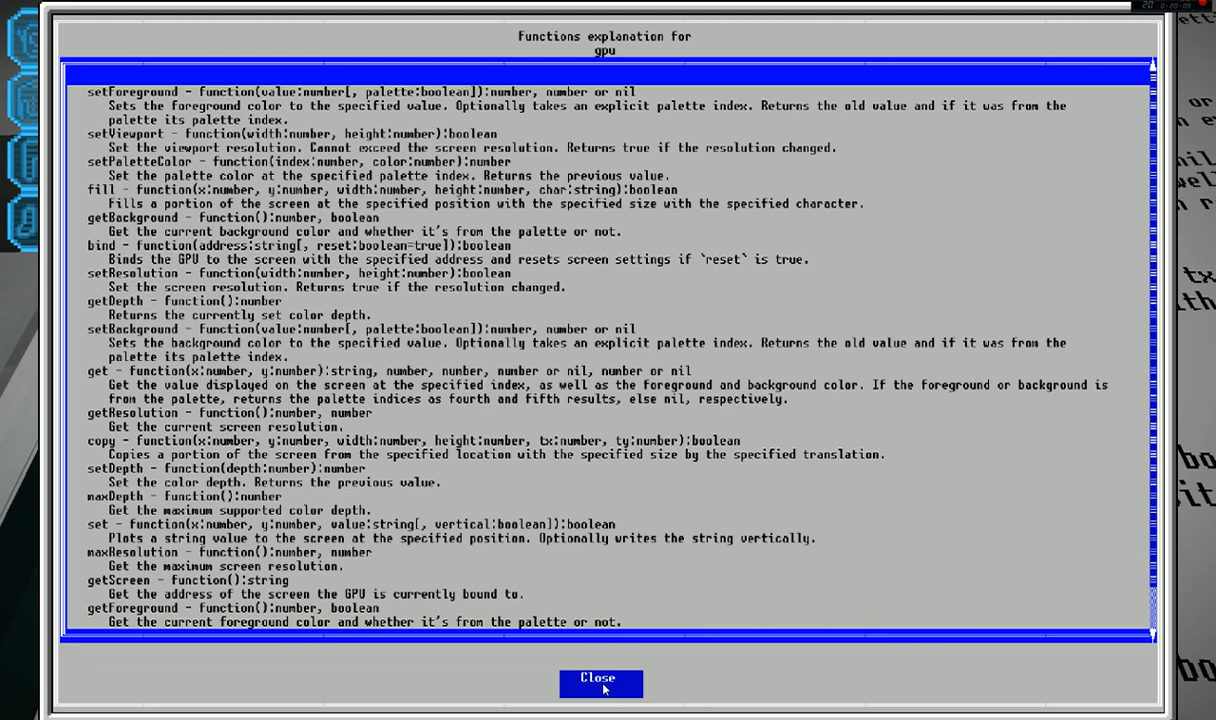 20 0:20:05
Functions explanation for
gpu
setForeground - function(value:number[, palette:boolean]):number, number or nil
Sets the foreground color to the specified value. Optionally takes an explicit palette index. Returns the old value and if it was from the
palette its palette index.
setViewport - function(width:number, height:number):boolean
Set the viewport resolution. Cannot exceed the screen resolution. Returns true if the resolution changed.
setPaletteColor - function(index:number, color:number):number
Set the palette color at the specified palette index. Returns the previous value.
fill - function(x:number, y:number, width:number, height:number, char:string):boolean
Fills a portion of the screen at the specified position with the specified size with the specified character.
getBackground - function():number, boolean
Get the current background color and whether it's from the palette or not.
bind - function(address:string[, reset:boolean=true]):boolean
Binds the GPU to the screen with the specified address and resets screen settings if `reset` is true.
setResolution - function(width:number, height:number):boolean
Set the screen resolution. Returns true if the resolution changed.
getDepth - function():number
Returns the currently set color depth.
setBackground - function(value:number[, palette:boolean]):number, number or nil
Sets the background color to the specified value. Optionally takes an explicit palette index. Returns the old value and if it was from the
palette its palette index.
get - function(x:number, y:number):string, number, number, number or nil, number or nil
Get the value displayed on the screen at the specified index, as well as the foreground and background color. If the foreground or background is
from the palette, returns the palette indices as fourth and fifth results, else nil, respectively.
getResolution - function():number, number
Get the current screen resolution.
copy - function(x:number, y:number, width:number, height:number, tx:number, ty:number):boolean
Copies a portion of the screen from the specified location with the specified size by the specified translation.
setDepth - function(depth:number):number
Set the color depth. Returns the previous value.
maxDepth - function():number
Get the maximum supported color depth.
set - function(x:number, y:number, value:string[, vertical:boolean]):boolean
Plots a string value to the screen at the specified position. Optionally writes the string vertically.
maxResolution - function():number, number
Get the maximum screen resolution.
getScreen - function():string
Get the address of the screen the GPU is currently bound to.
getForeground - function():number, boolean
Get the current foreground color and whether it's from the palette or not.
Close